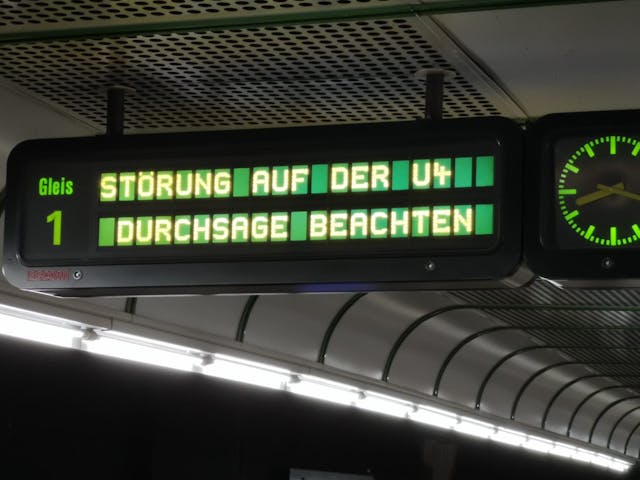 Gleis
1
STÖRUNG AUF DER U4
DURCHSAGE BEACHTEN